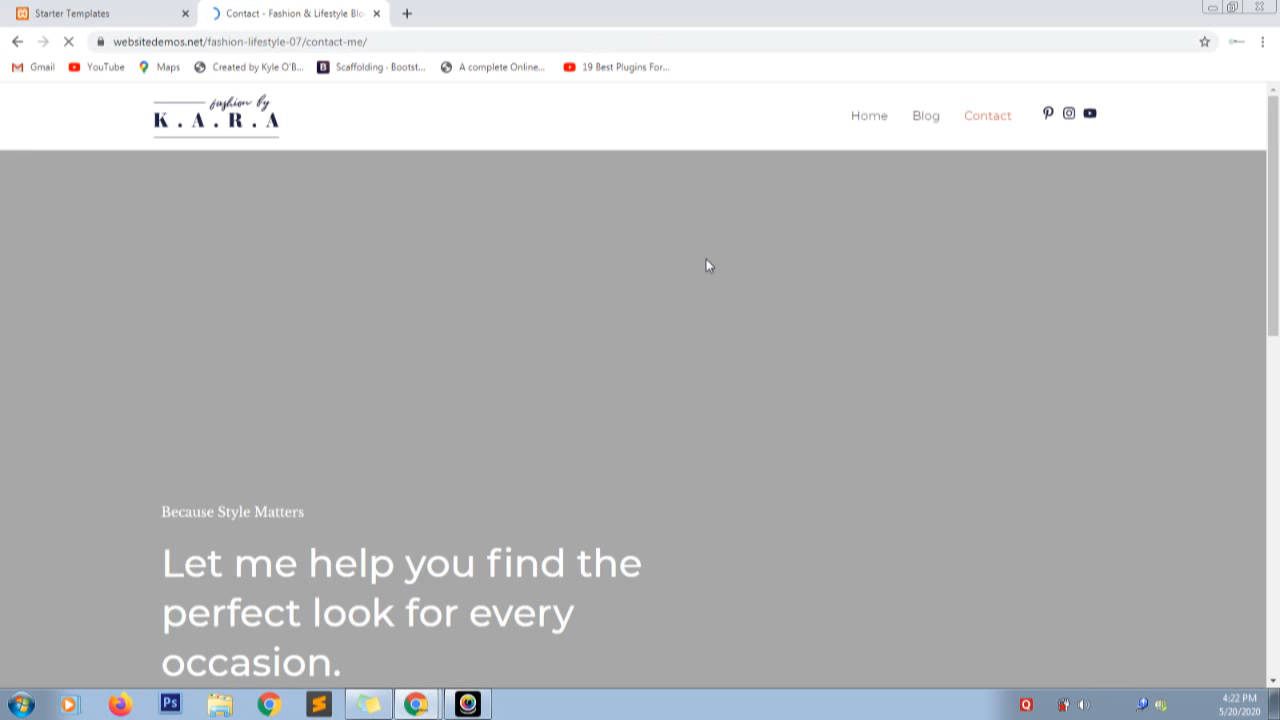 Starter Templates
Contact - Fashion & Lifestyle Blo
websitedemos.net/fashion-lifestyle-07/contact-me/
Gmail
YouTube
Maps
Created by Kyle O'B...
B
Scaffolding · Bootst...
A complete Online...
19 Best Plugins For...
fashion by
K . A . R . A
Home
Blog
Contact
Because Style Matters
Let me help you find the
perfect look for every
occasion.
Ps
Q
4:22 PM
5/20/2020